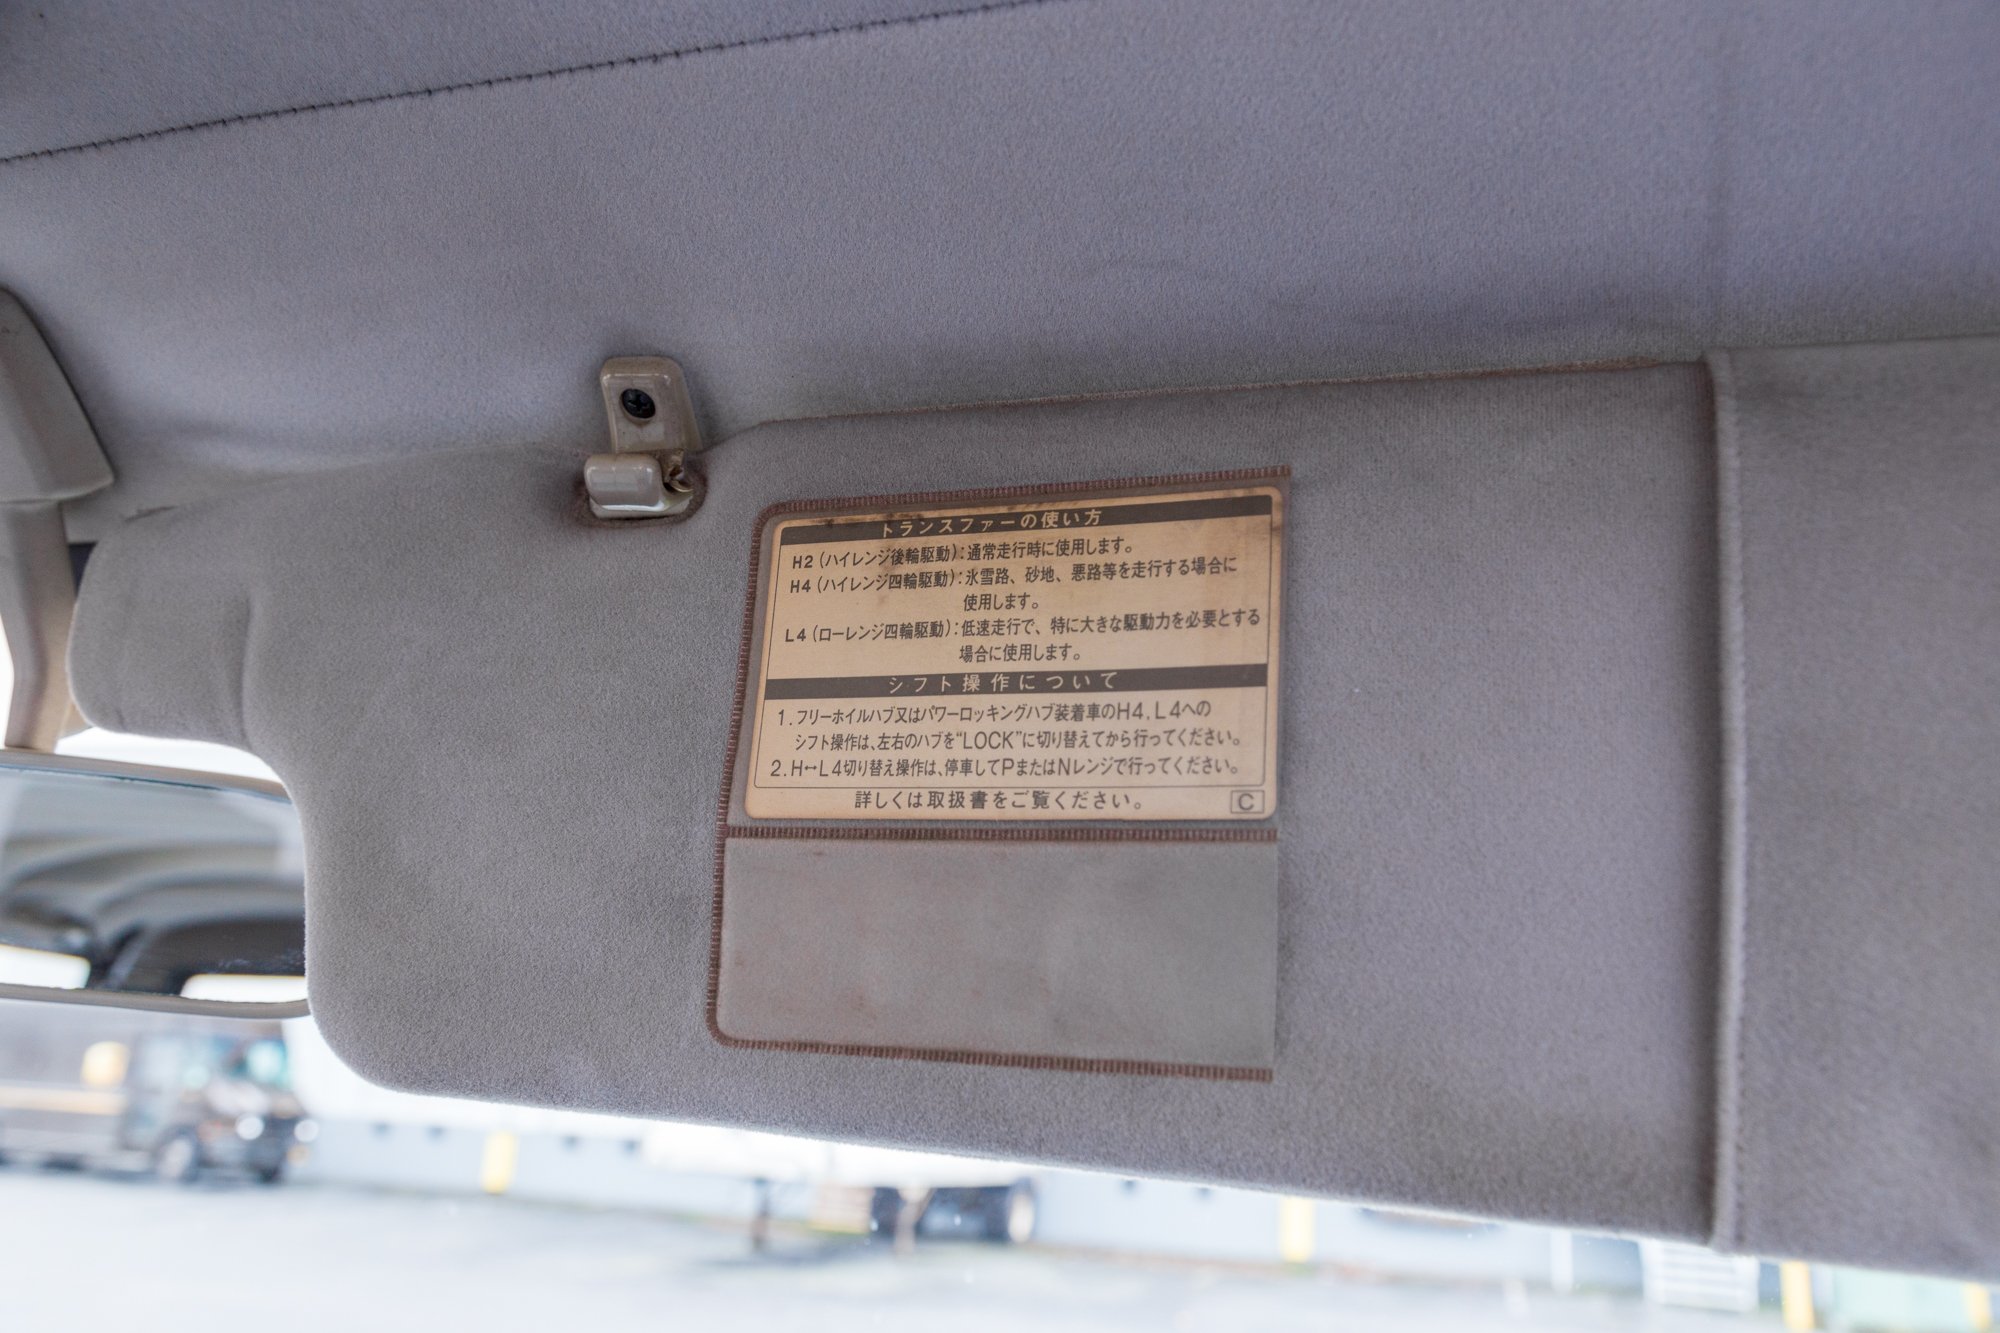 トランスファーの使い方
H2(ハイレンジ後輪駆動):通常走行時に使用します。
H4(ハイレンジ四輪駆動):氷雪路、砂地、悪路等を走行する場合に
使用します。
L4(ローレンジ四輪駆動):低速走行で、特に大きな駆動力を必要とする
場合に使用します。
シフト操作について
1.フリーホイルハブ又はパワーロッキングハブ装着車のH4,L4への
シフト操作は、左右のハブを“LOCK”に切り替えてから行ってください。
2.H↔L4切り替え操作は、停車してPまたはNレンジで行ってください。
詳しくは取扱書をご覧ください。 C